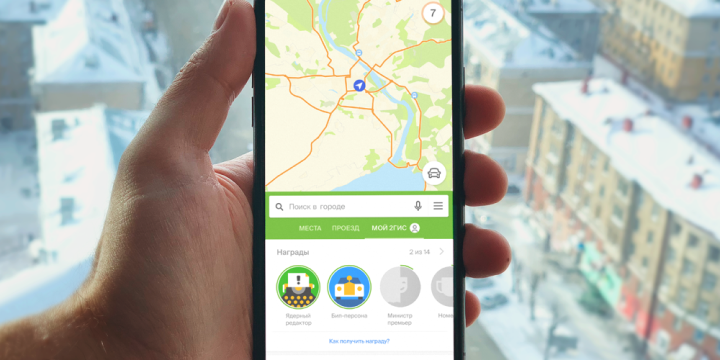 7
Поиск в городе
МЕСТА ПРОЕЗД МОЙ 2ГИС
Награды 2 из 14
Ядерный редактор
Бип-персона
Министр премьер
Как получить награду?